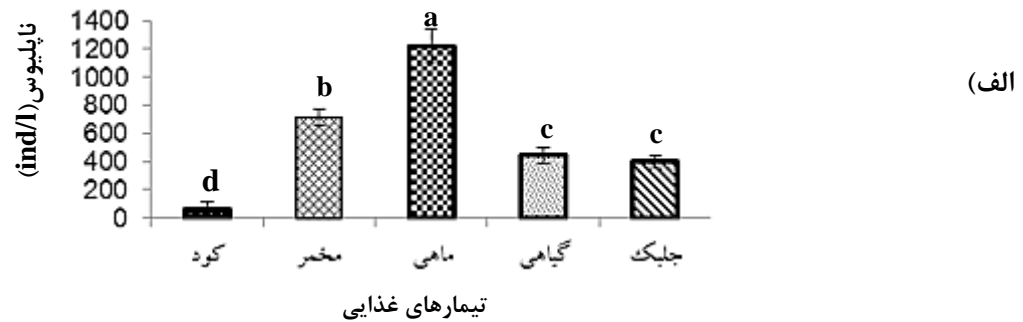 الف)
ناپلیوس(ind/l)
1400
1200
1000
800
600
400
200
0
a
b
c
c
d
کود مخمر ماهی گیاهی جلبک
تیمارهای غذایی